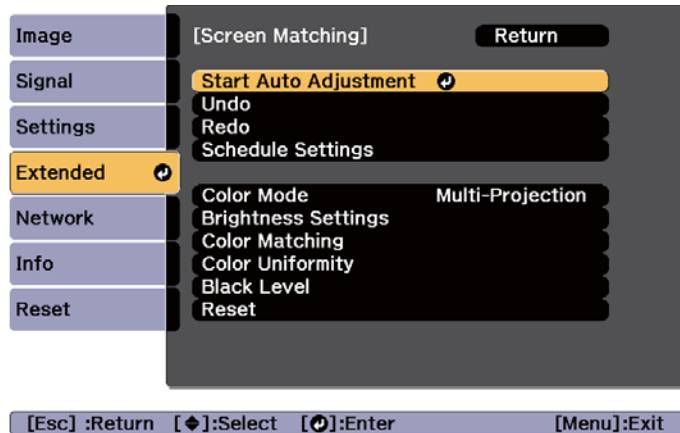 Image
Signal
Settings
Extended
Network
Info
Reset
[Screen Matching] Return
Start Auto Adjustment
Undo
Redo
Schedule Settings
Color Mode Multi-Projection
Brightness Settings
Color Matching
Color Uniformity
Black Level
Reset
[Esc] :Return [◆]:Select [↵]:Enter [Menu]:Exit